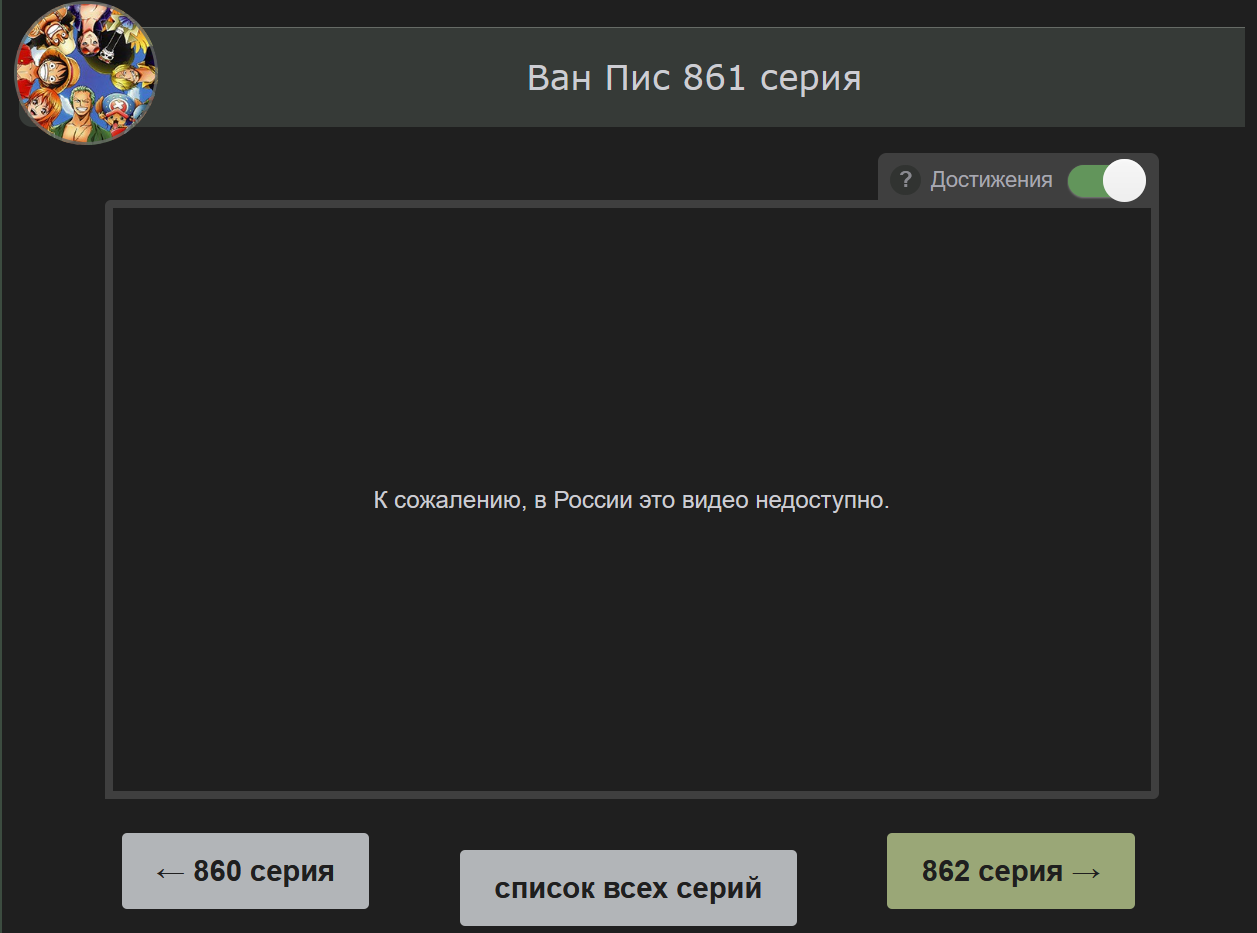 Ван Пис 861 серия
? Достижения
К сожалению, в России это видео недоступно.
← 860 серия
список всех серий
862 серия →